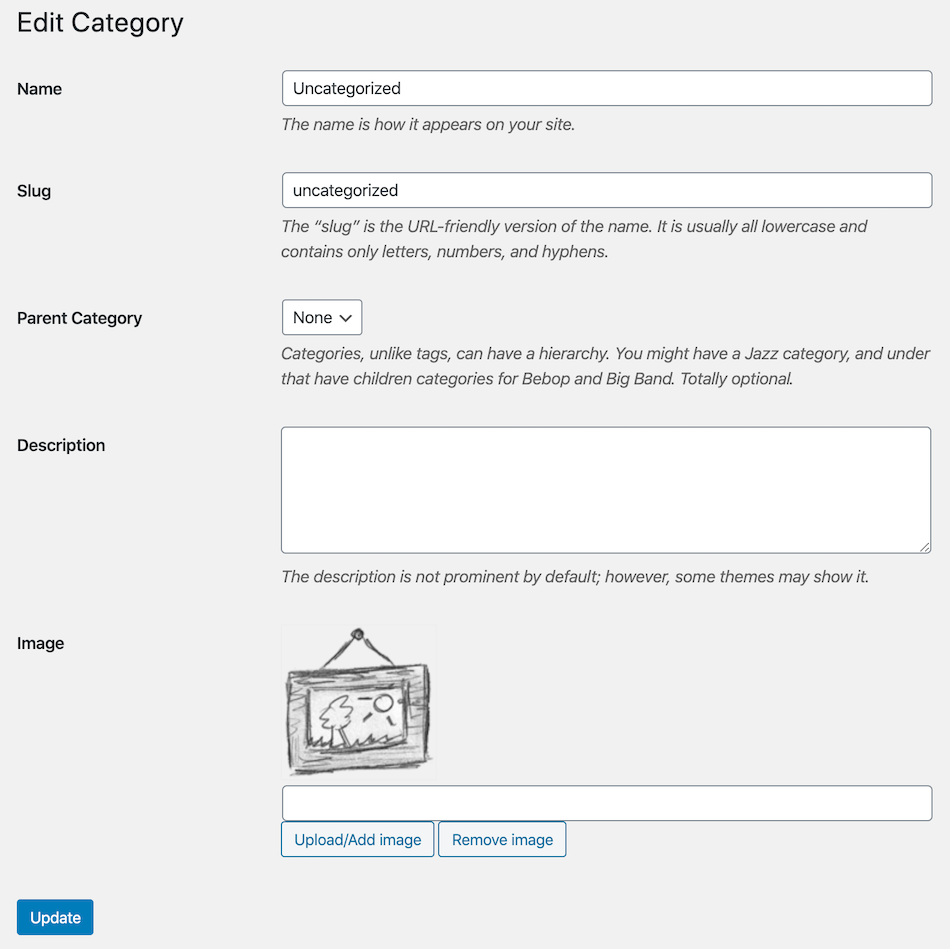 Edit Category
Name
Uncategorized
The name is how it appears on your site.
Slug
uncategorized
The “slug” is the URL-friendly version of the name. It is usually all lowercase and
contains only letters, numbers, and hyphens.
Parent Category
None
Categories, unlike tags, can have a hierarchy. You might have a Jazz category, and under
that have children categories for Bebop and Big Band. Totally optional.
Description
The description is not prominent by default; however, some themes may show it.
Image
Upload/Add image
Remove image
Update